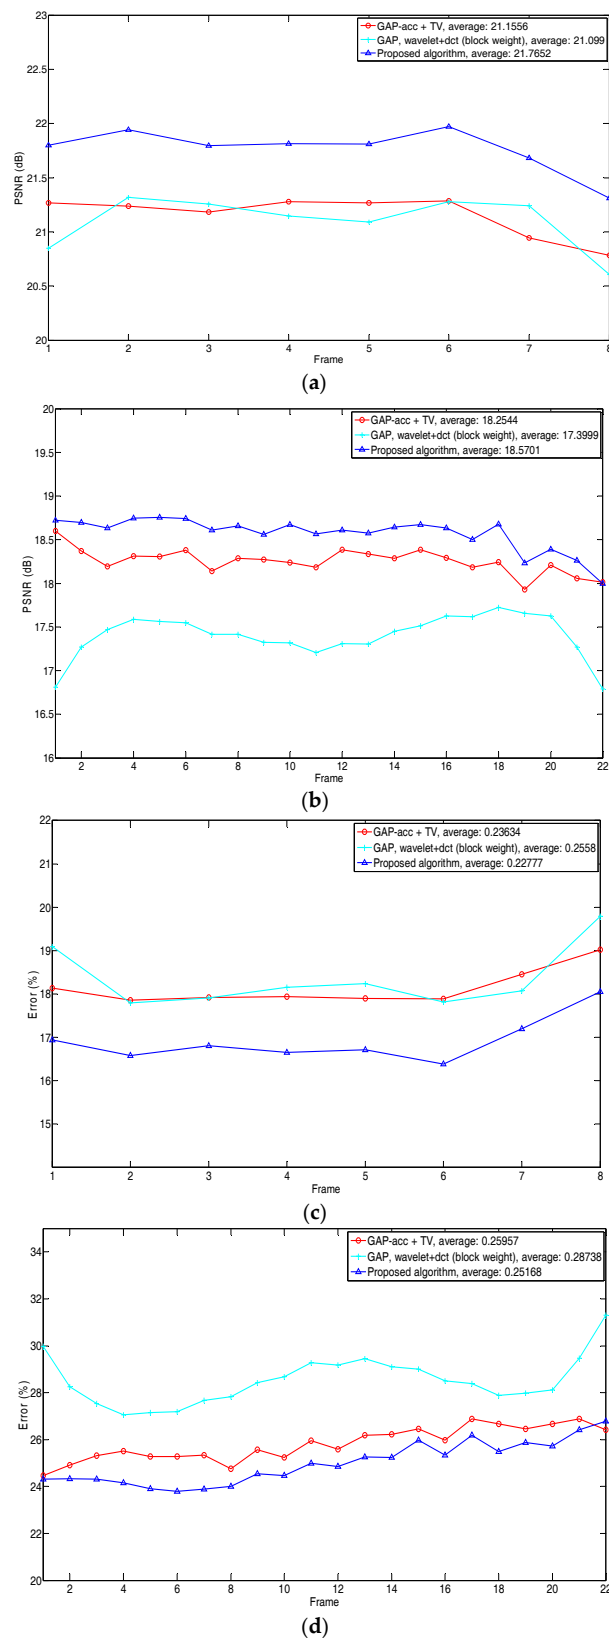 23
22.5
22
21.5
21
20.5
20
PSNR (dB)
GAP-acc + TV, average: 21.1556
GAP, wavelet+dct (block weight), average: 21.099
Proposed algorithm, average: 21.7652
1 2 3 4 5 6 7 8
Frame
(a)
20
19.5
19
18.5
18
17.5
17
16.5
16
PSNR (dB)
GAP-acc + TV, average: 18.2544
GAP, wavelet+dct (block weight), average: 17.3999
Proposed algorithm, average: 18.5701
2 4 6 8 10 12 14 16 18 20 22
Frame
(b)
22
21
20
19
18
17
16
15
Error (%)
GAP-acc + TV, average: 0.23634
GAP, wavelet+dct (block weight), average: 0.2558
Proposed algorithm, average: 0.22777
1 2 3 4 5 6 7 8
Frame
(c)
34
32
30
28
26
24
22
20
Error (%)
GAP-acc + TV, average: 0.25957
GAP, wavelet+dct (block weight), average: 0.28738
Proposed algorithm, average: 0.25168
2 4 6 8 10 12 14 16 18 20 22
Frame
(d)